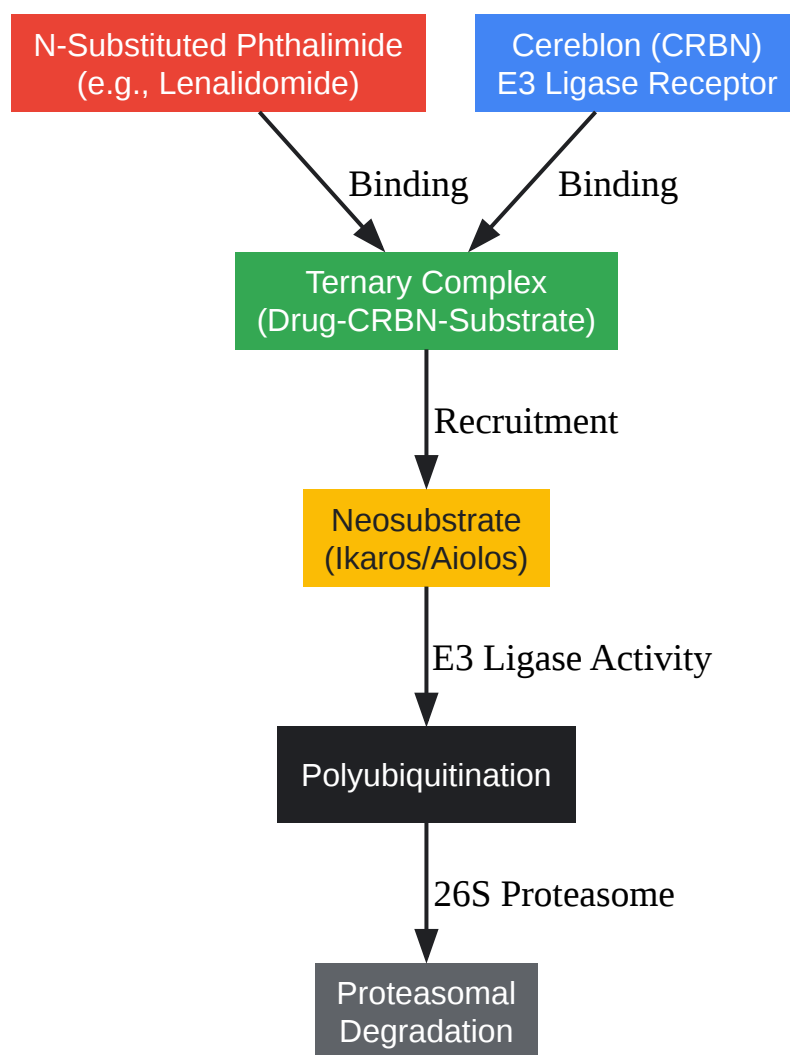 N-Substituted Phthalimide
(e.g., Lenalidomide)
Cereblon (CRBN)
E3 Ligase Receptor
Binding
Binding
Ternary Complex
(Drug-CRBN-Substrate)
Recruitment
Neosubstrate
(Ikaros/Aiolos)
E3 Ligase Activity
Polyubiquitination
26S Proteasome
Proteasomal
Degradation